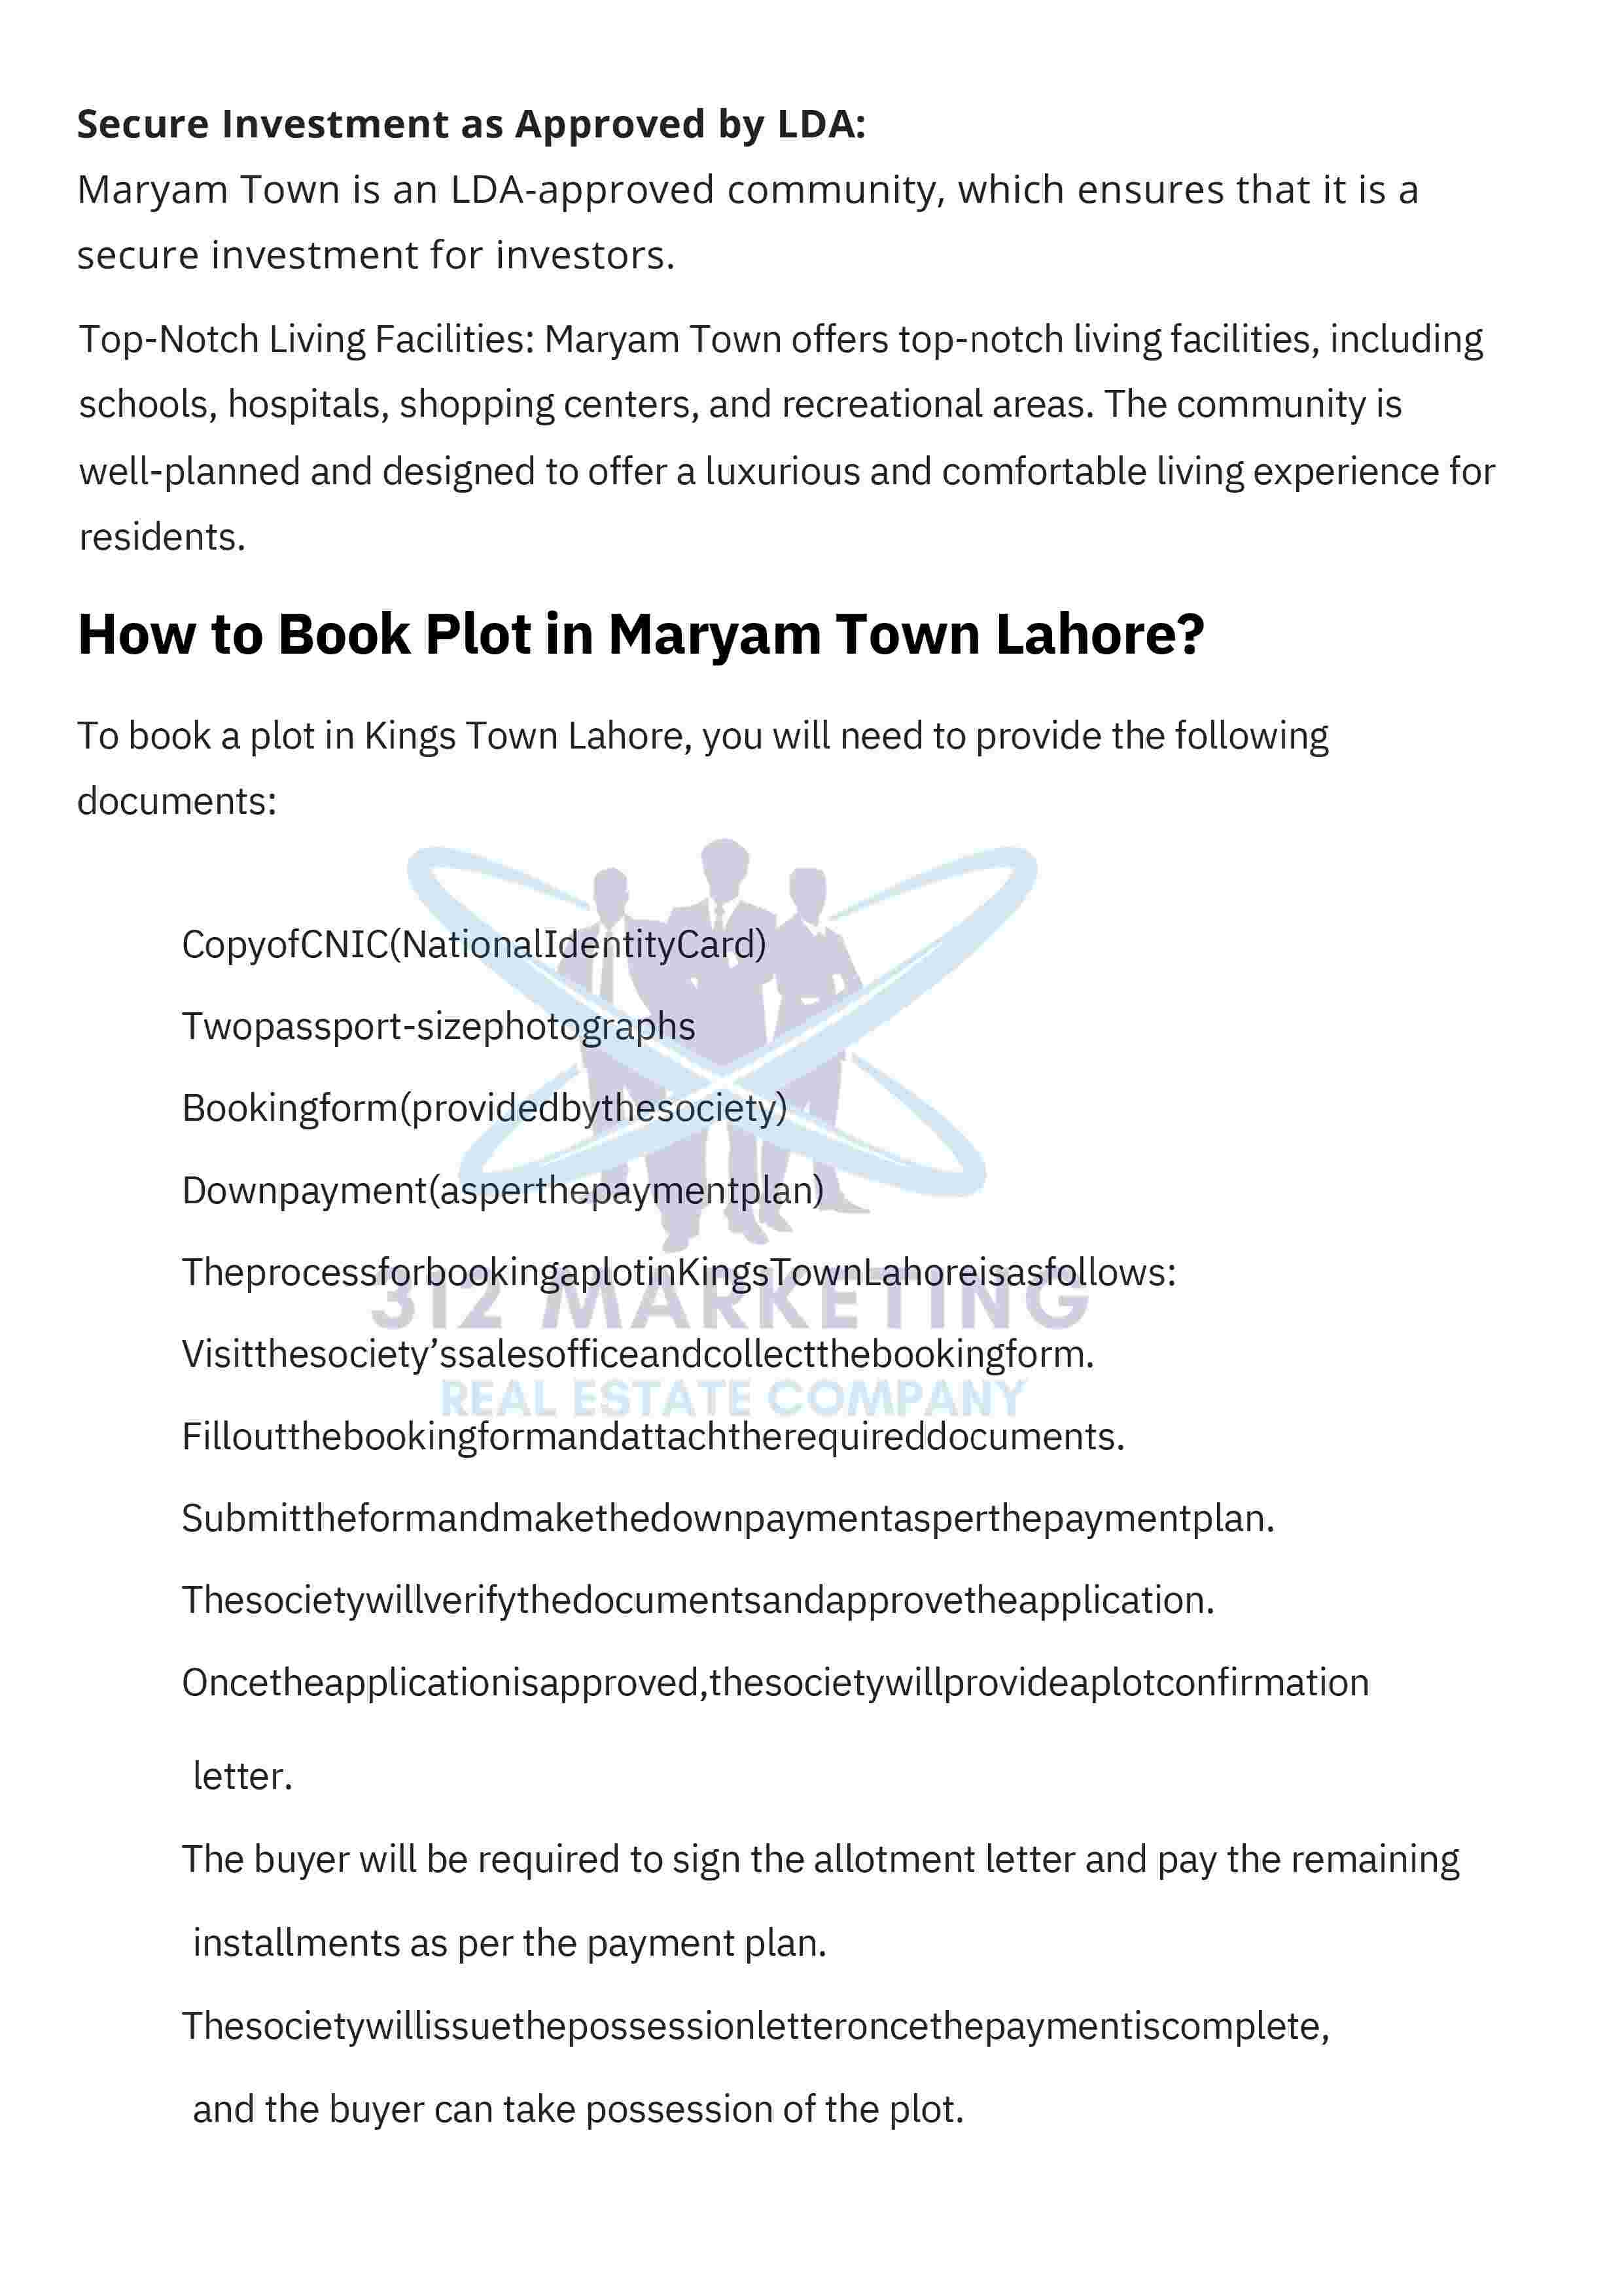 Secure Investment as Approved by LDA:
Maryam Town is an LDA-approved community, which ensures that it is a
secure investment for investors.
Top-Notch Living Facilities: Maryam Town offers top-notch living facilities, including
schools, hospitals, shopping centers, and recreational areas. The community is
well-planned and designed to offer a luxurious and comfortable living experience for
residents.
How to Book Plot in Maryam Town Lahore?
To book a plot in Kings Town Lahore, you will need to provide the following
documents:
CopyofCNIC(NationalIdentityCard)
Twopassport-sizephotographs
Bookingform(providedbythesociety)
Downpayment(asperthepaymentplan)
TheprocessforbookingaplotinKingsTownLahoreisasfollows:
312 MARKETING
Visitthesociety’ssalesofficeandcollectthebookingform.
REAL ESTATE COMPANY
Filloutthebookingformandattachtherequireddocuments.
Submittheformandmakethedownpaymentasperthepaymentplan.
Thesocietywillverifythedocumentsandapprovetheapplication.
Oncetheapplicationisapproved,thesocietywillprovideaplotconfirmation
letter.
The buyer will be required to sign the allotment letter and pay the remaining
installments as per the payment plan.
Thesocietywillissuethepossessionletteroncethepaymentiscomplete,
and the buyer can take possession of the plot.